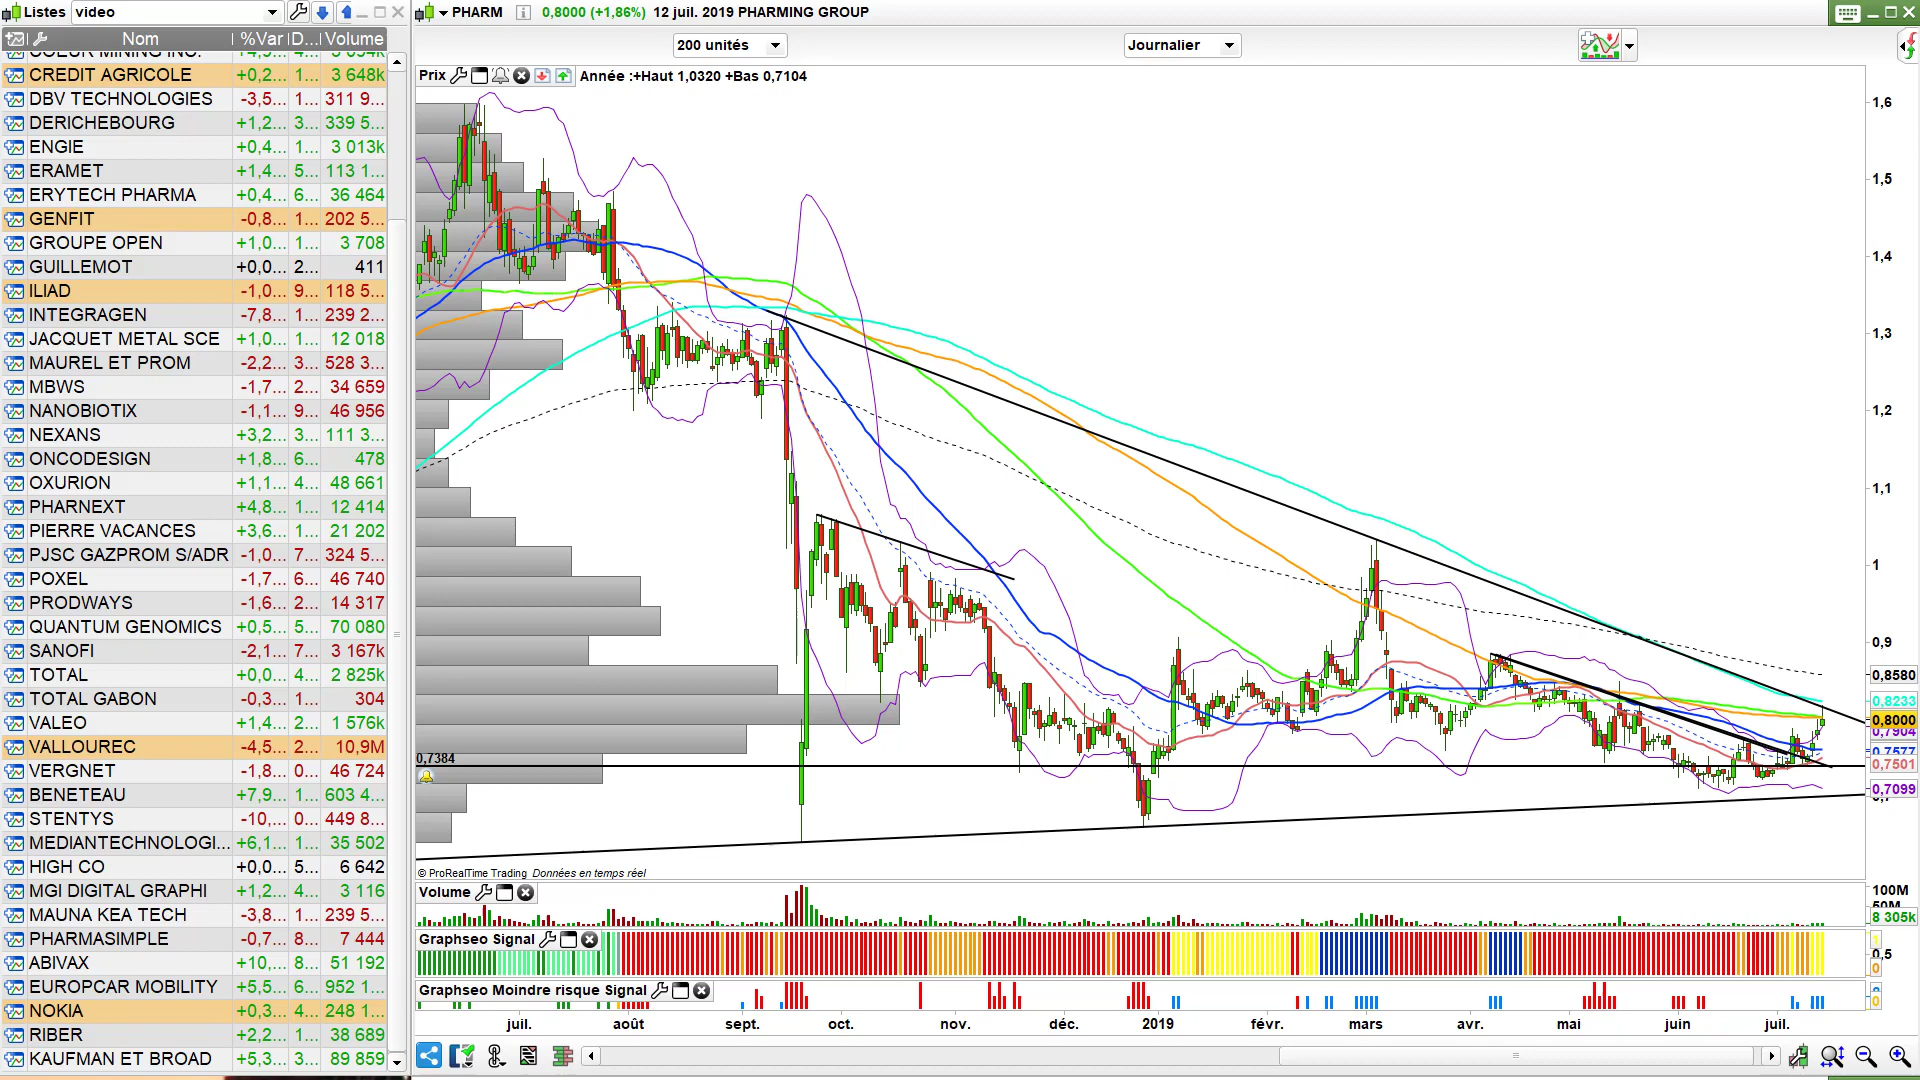 Listes video
PHARM 0,8000 (+1,86%) 12 juil. 2019 PHARMING GROUP
Nom %Var D... Volume
200 unités
Journalier
Prix Année :+Haut 1,0320 +Bas 0,7104
CREDIT AGRICOLE +0,2... 1... 3 648k
DBV TECHNOLOGIES -3,5... 1... 311 9...
DERICHEBOURG +1,2... 3... 339 5...
ENGIE +0,4... 1... 3 013k
ERAMET +1,4... 5... 113 1...
ERYTECH PHARMA +0,4... 6... 36 464
GENFIT -0,8... 1... 202 5...
GROUPE OPEN +1,0... 1... 3 708
GUILLEMOT +0,0... 2... 411
ILIAD -1,0... 9... 118 5...
INTEGRAGEN -7,8... 1... 239 2...
JACQUET METAL SCE +1,0... 1... 12 018
MAUREL ET PROM -2,2... 3... 528 3...
MBWS -1,7... 2... 34 659
NANOBIOTIX -1,1... 9... 46 956
NEXANS +3,2... 3... 111 3...
ONCODESIGN +1,8... 6... 478
OXURION +1,1... 4... 48 661
PHARNEXT +4,8... 1... 12 414
PIERRE VACANCES +3,6... 1... 21 202
PJSC GAZPROM S/ADR -1,0... 7... 324 5...
POXEL -1,7... 6... 46 740
PRODWAYS -1,6... 2... 14 317
QUANTUM GENOMICS +0,5... 5... 70 080
SANOFI -2,1... 7... 3 167k
TOTAL +0,0... 4... 2 825k
TOTAL GABON -0,3... 1... 304
VALEO +1,4... 2... 1 576k
VALLOUREC -4,5... 2... 10,9M
VERGNET -1,8... 0... 46 724
BENETEAU +7,9... 1... 603 4...
STENTYS -10,... 0... 449 8...
MEDIANTECHNOLOGI... +6,1... 1... 35 502
HIGH CO +0,0... 5... 6 642
MGI DIGITAL GRAPHI +1,2... 4... 3 116
MAUNA KEA TECH -3,8... 1... 239 5...
PHARMASIMPLE -0,7... 8... 7 444
ABIVAX +10,... 8... 51 192
EUROPCAR MOBILITY +5,5... 6... 952 1...
NOKIA +0,3... 4... 248 1...
RIBER +2,2... 1... 38 689
KAUFMAN ET BROAD +5,3... 3... 89 859
1,6
1,5
1,4
1,3
1,2
1,1
1
0,9
0,8580
0,8233
0,8000
0,7904
0,7577
0,7501
0,7099
0,7384
© ProRealTime Trading Données en temps réel
Volume
100M
50M
8 305k
Graphseo Signal
1
0,5
0
Graphseo Moindre risque Signal
0
juil. août sept. oct. nov. déc. 2019 févr. mars avr. mai juin juil.